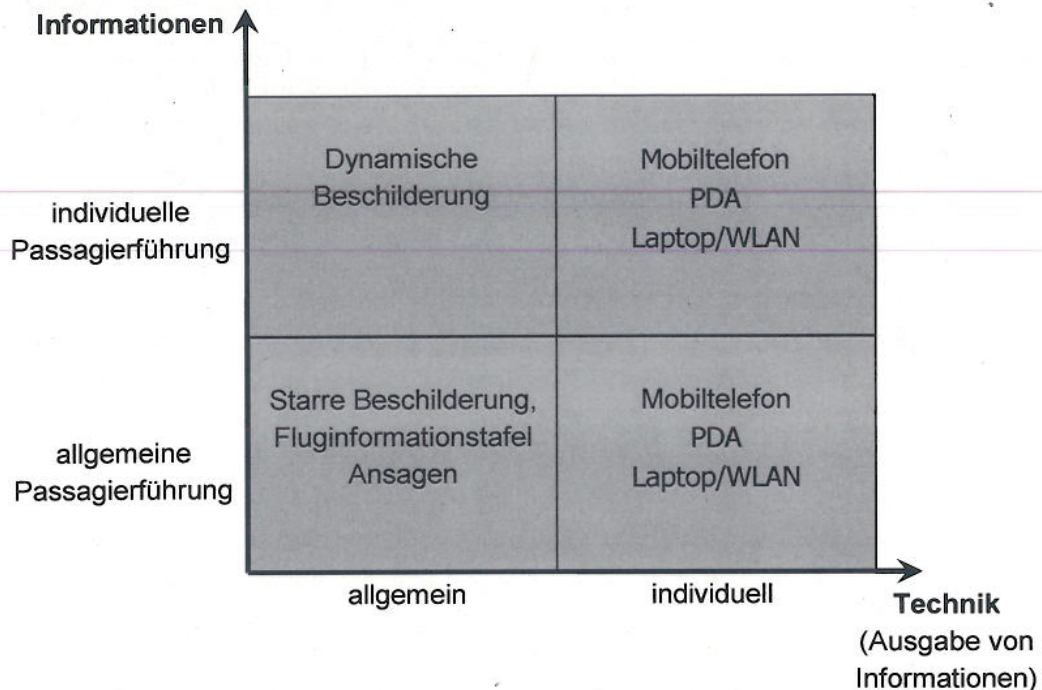 Informationen
individuelle
Passagierführung
Dynamische
Beschilderung
Mobiltelefon
PDA
Laptop/WLAN
allgemeine
Passagierführung
Starre Beschilderung,
Fluginformationstafel
Ansagen
Mobiltelefon
PDA
Laptop/WLAN
allgemein
individuell
Technik
(Ausgabe von
Informationen)